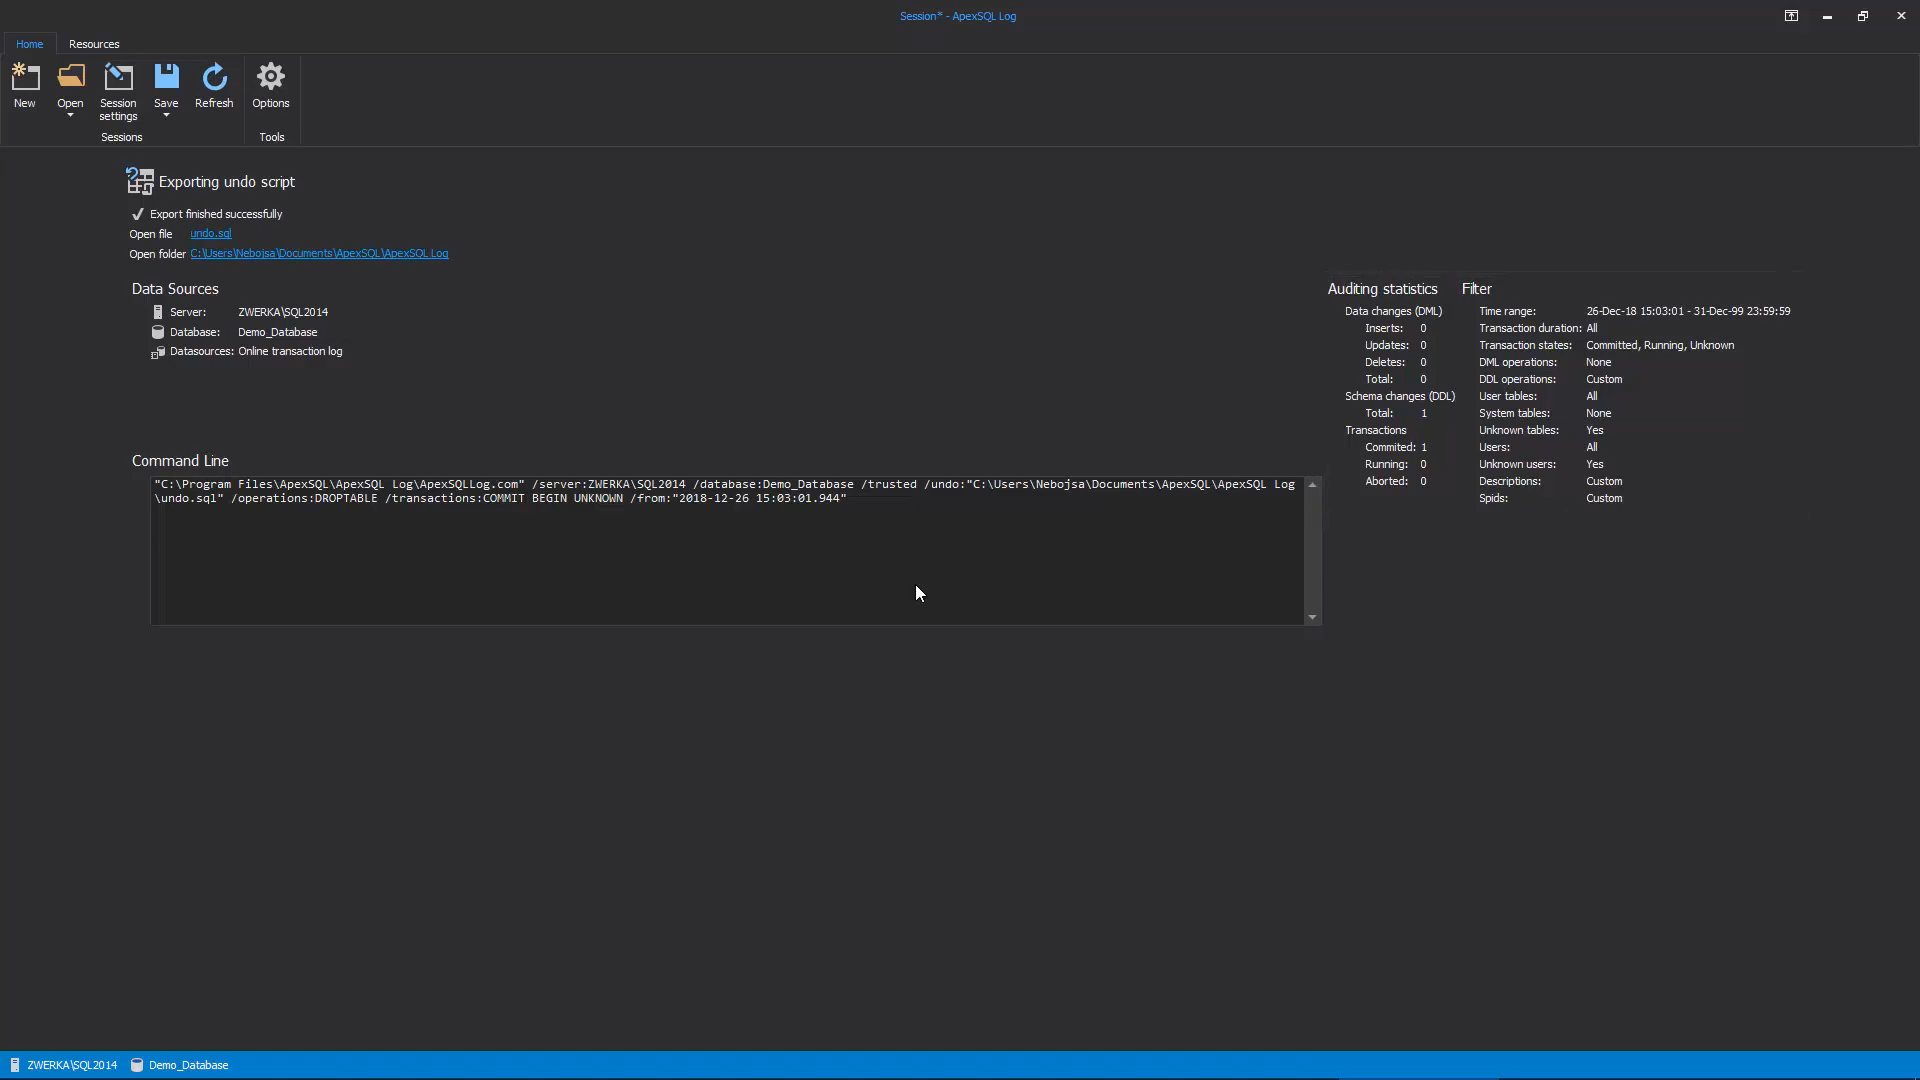 Session* - ApexSQL Log
Home Resources
New Open Session settings Save Refresh Options
Sessions Tools
Exporting undo script
Export finished successfully
Open file undo.sql
Open folder C:\Users\Nebojsa\Documents\ApexSQL\ApexSQL Log
Data Sources
Server: ZWERKA\SQL2014
Database: Demo_Database
Datasources: Online transaction log
Command Line
"C:\Program Files\ApexSQL\ApexSQL Log\ApexSQLLog.com" /server:ZWERKA\SQL2014 /database:Demo_Database /trusted /undo:"C:\Users\Nebojsa\Documents\ApexSQL\ApexSQL Log
\undo.sql" /operations:DROPTABLE /transactions:COMMIT BEGIN UNKNOWN /from:"2018-12-26 15:03:01.944"
Auditing statistics
Data changes (DML)
Inserts: 0
Updates: 0
Deletes: 0
Total: 0
Schema changes (DDL)
Total: 1
Transactions
Commited: 1
Running: 0
Aborted: 0
Filter
Time range: 26-Dec-18 15:03:01 - 31-Dec-99 23:59:59
Transaction duration: All
Transaction states: Committed, Running, Unknown
DML operations: None
DDL operations: Custom
User tables: All
System tables: None
Unknown tables: Yes
Users: All
Unknown users: Yes
Descriptions: Custom
Spids: Custom
ZWERKA\SQL2014 Demo_Database